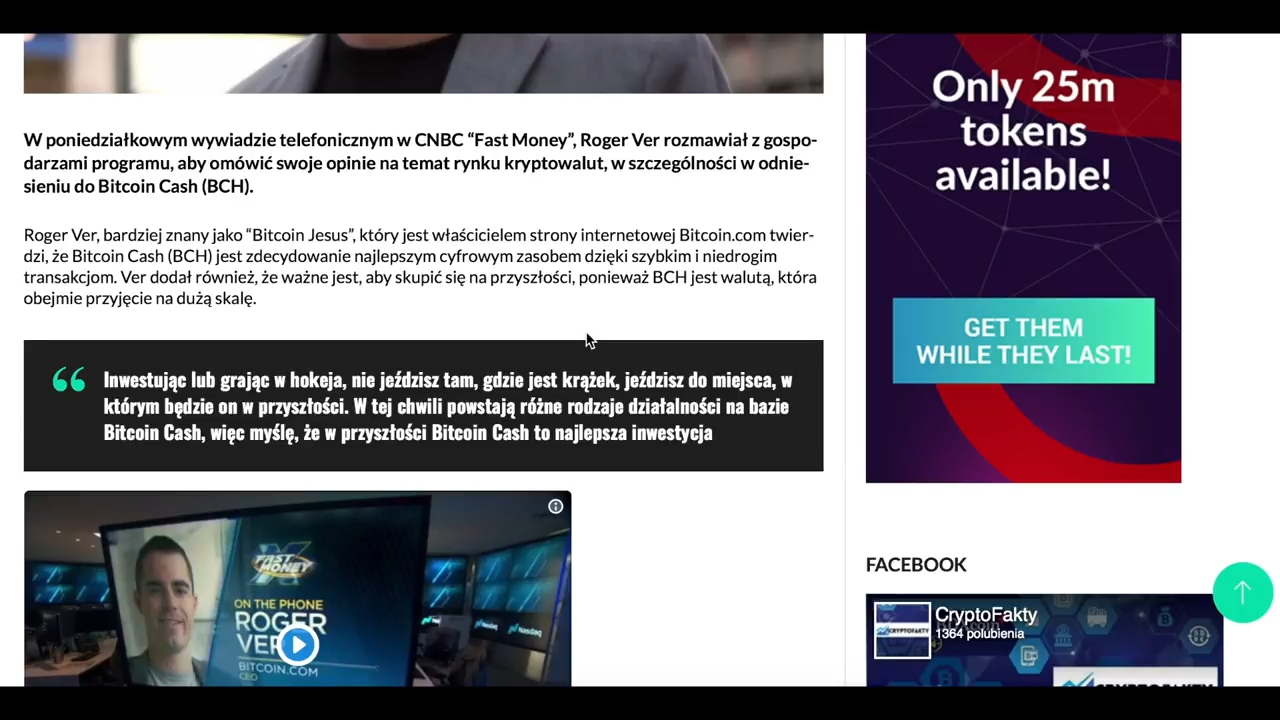 W poniedziałkowym wywiadzie telefonicznym w CNBC “Fast Money”, Roger Ver rozmawiał z gospo-
darzami programu, aby omówić swoje opinie na temat rynku kryptowalut, w szczególności w odnie-
sieniu do Bitcoin Cash (BCH).
Roger Ver, bardziej znany jako “Bitcoin Jesus”, który jest właścicielem strony internetowej Bitcoin.com twier-
dzi, że Bitcoin Cash (BCH) jest zdecydowanie najlepszym cyfrowym zasobem dzięki szybkim i niedrogim
transakcjom. Ver dodał również, że ważne jest, aby skupić się na przyszłości, ponieważ BCH jest walutą, która
obejmie przyjęcie na dużą skalę.
“ Inwestując lub grając w hokeja, nie jeździsz tam, gdzie jest krążek, jeździsz do miejsca, w
którym będzie on w przyszłości. W tej chwili powstają różne rodzaje działalności na bazie
Bitcoin Cash, więc myślę, że w przyszłości Bitcoin Cash to najlepsza inwestycja
FAST
MONEY
ON THE PHONE
ROGER
VER
BITCOIN.COM
CEO
Nasdaq
Nasdaq
Only 25m
tokens
available!
GET THEM
WHILE THEY LAST!
FACEBOOK
CryptoFakty
1364 polubienia
CRYPTOFAKTY
CRYPTOFAKTY